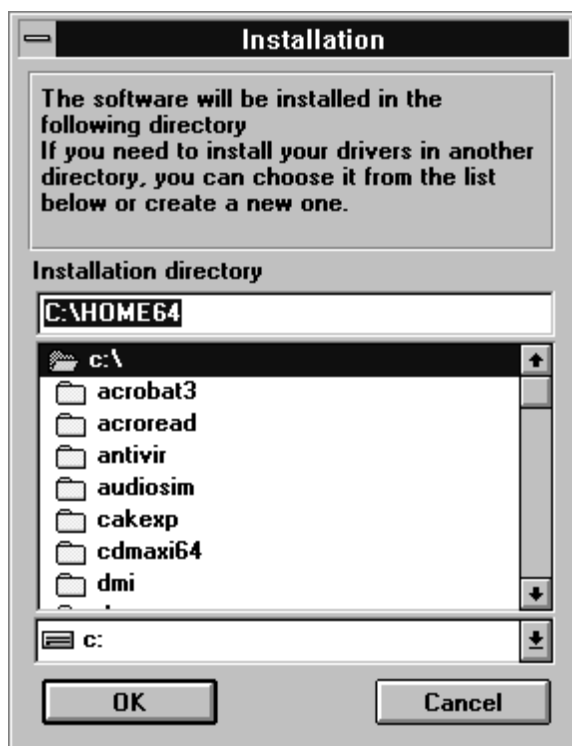 Installation
The software will be installed in the
following directory
If you need to install your drivers in another
directory, you can choose it from the list
below or create a new one.
Installation directory
C:\HOME64
c:\
acrobat3
acroread
antivir
audiosim
cakexp
cdmaxi64
dmi
c:
OK
Cancel